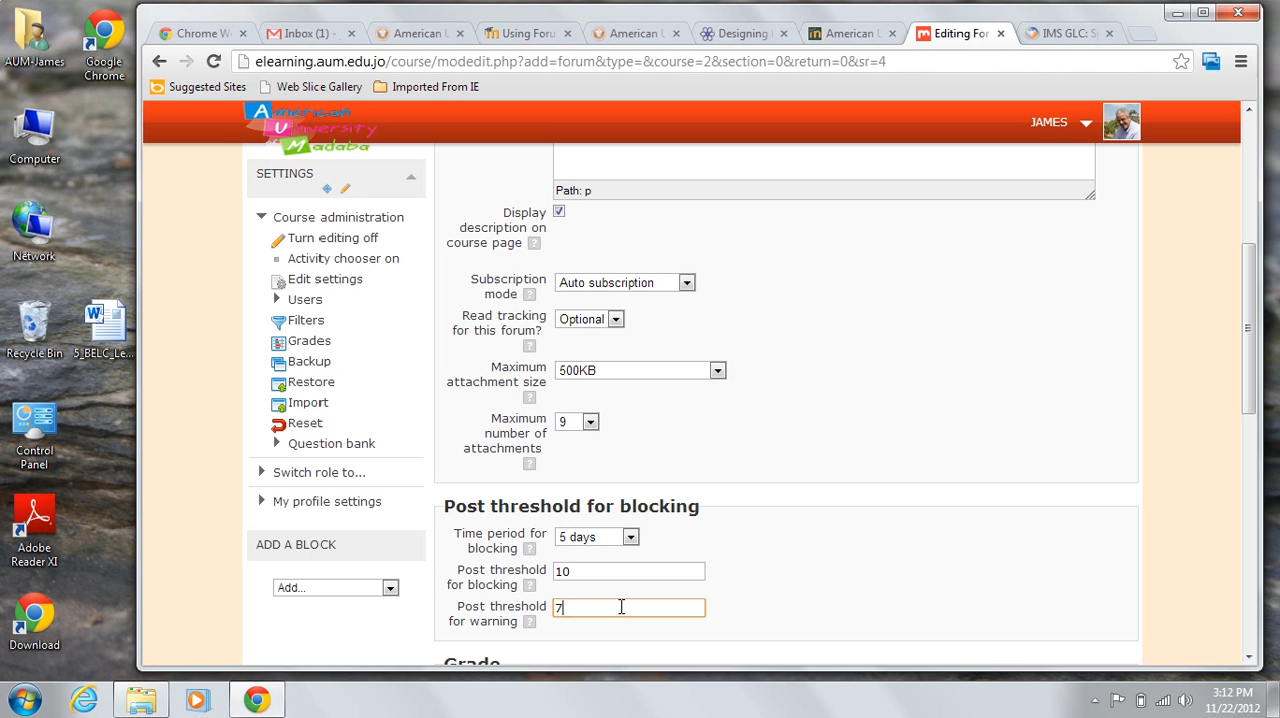 AUM-James
Google
Chrome
Computer
Network
Recycle Bin
5_BELC_Le...
Control
Panel
Adobe
Reader XI
Download
Chrome We
Inbox (1) -
American U
Using Foru
American U
Designing
American U
Editing For
IMS GLC: S
elearning.aum.edu.jo/course/modedit.php?add=forum&type=&course=2&section=0&return=0&sr=4
Suggested Sites
Web Slice Gallery
Imported From IE
American
University
Madaba
JAMES
SETTINGS
Course administration
Turn editing off
Activity chooser on
Edit settings
Users
Filters
Grades
Backup
Restore
Import
Reset
Question bank
Switch role to...
My profile settings
ADD A BLOCK
Add...
Path: p
Display
description on
course page ?
Subscription
mode ?
Auto subscription
Read tracking
for this forum?
?
Optional
Maximum
attachment size
?
500KB
Maximum
number of
attachments
?
9
Post threshold for blocking
Time period for
blocking ?
5 days
Post threshold
for blocking ?
10
Post threshold
for warning ?
7
Grade
3:12 PM
11/22/2012